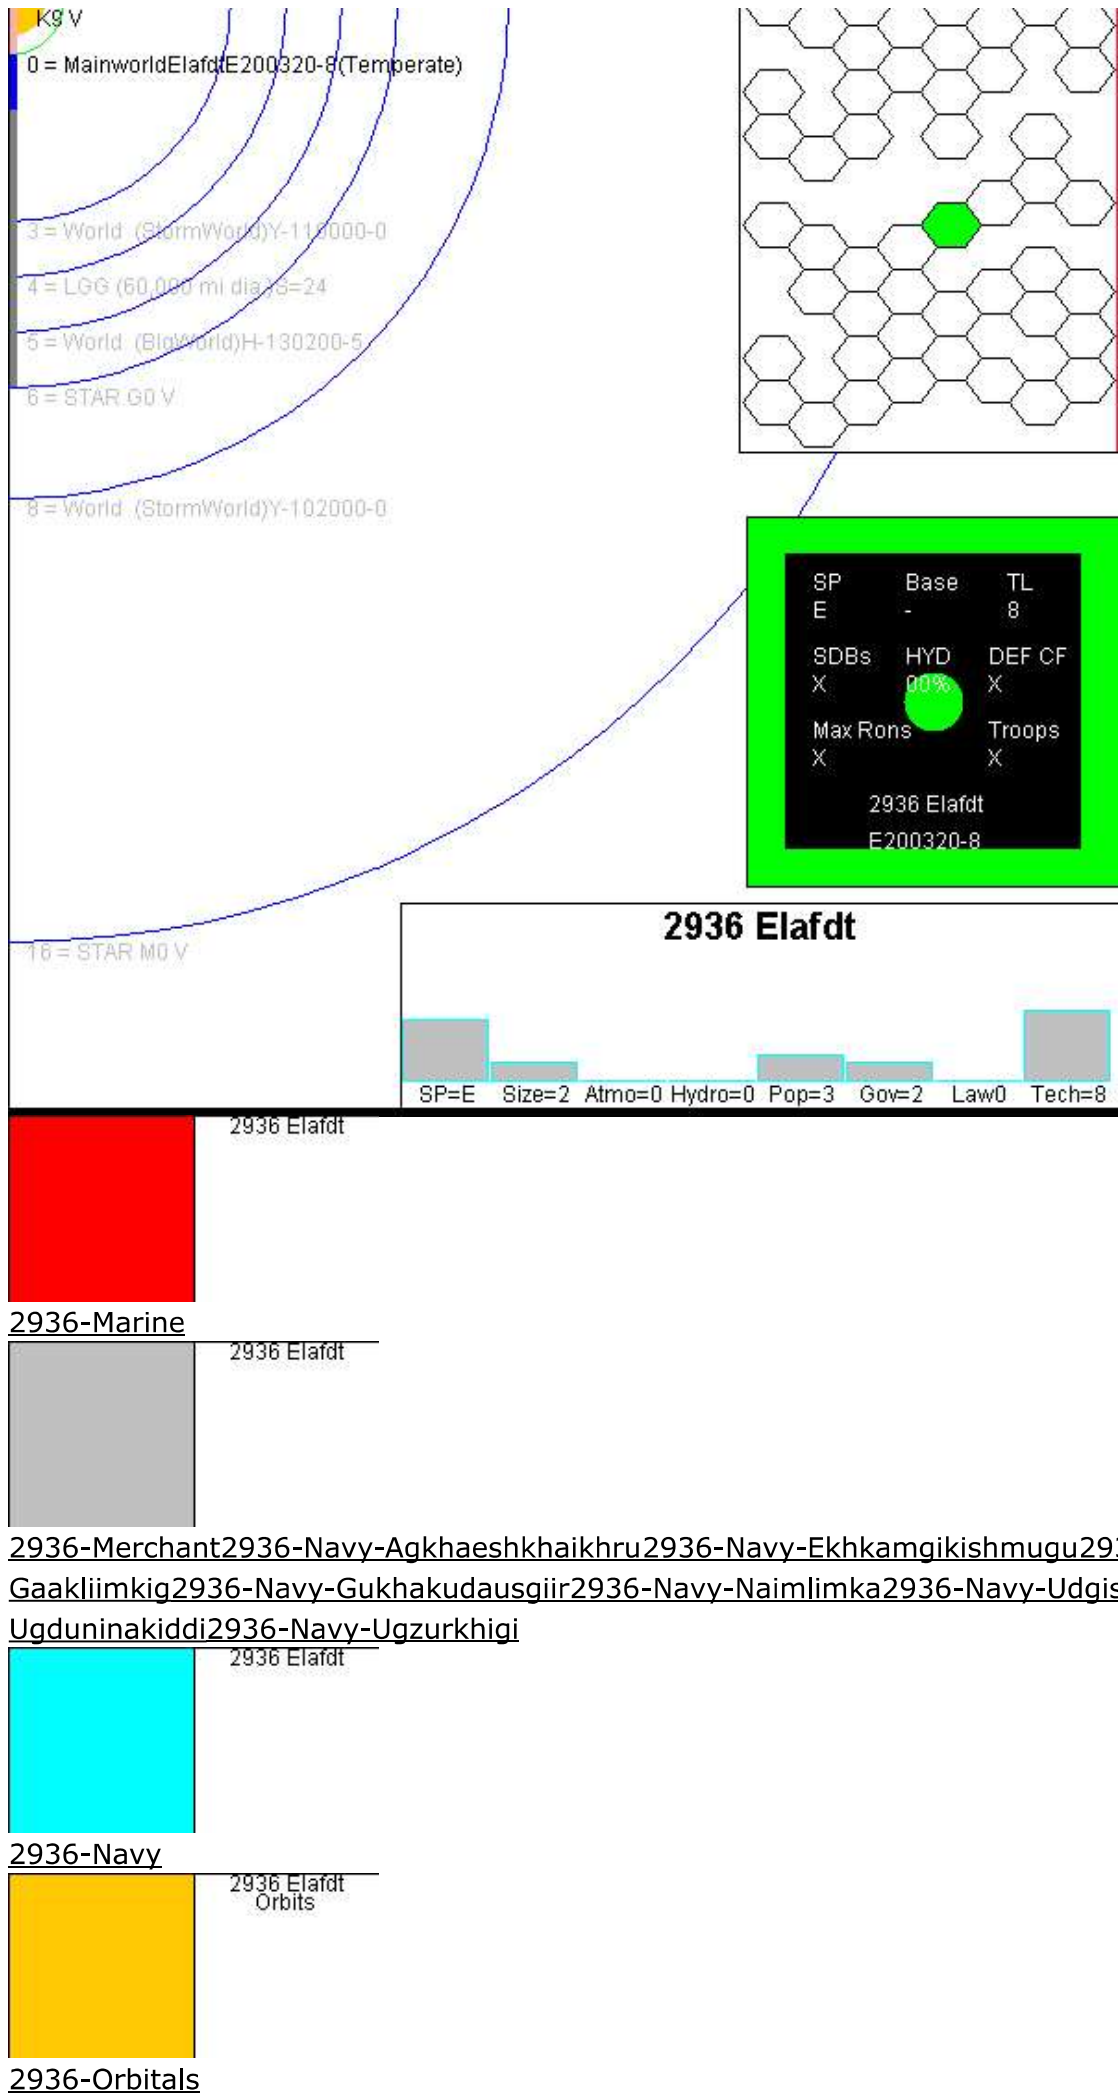 K9 V
0 = MainworldElafdtE200320-8(Temperate)
3 = World (StormWorld)Y-110000-0
4 = LGG (60,000 mi dia)S=24
5 = World (BigWorld)H-130200-5
6 = STAR G0 V
8 = World (StormWorld)Y-102000-0
16 = STAR M0 V
SP Base TL
E - 8
SDBs HYD DEF CF
X 00% X
Max Rons Troops
X X
2936 Elafdt
E200320-8
2936 Elafdt
SP=E Size=2 Atmo=0 Hydro=0 Pop=3 Gov=2 Law0 Tech=8
2936 Elafdt
2936-Marine
2936 Elafdt
2936-Merchant2936-Navy-Agkhaeshkhaikhru2936-Navy-Ekhkamgikishmugu293
Gaakliimkig2936-Navy-Gukhakudausgiir2936-Navy-Naimlimka2936-Navy-Udgis
Ugduninakiddi2936-Navy-Ugzurkhigi
2936 Elafdt
2936-Navy
2936 Elafdt
Orbits
2936-Orbitals